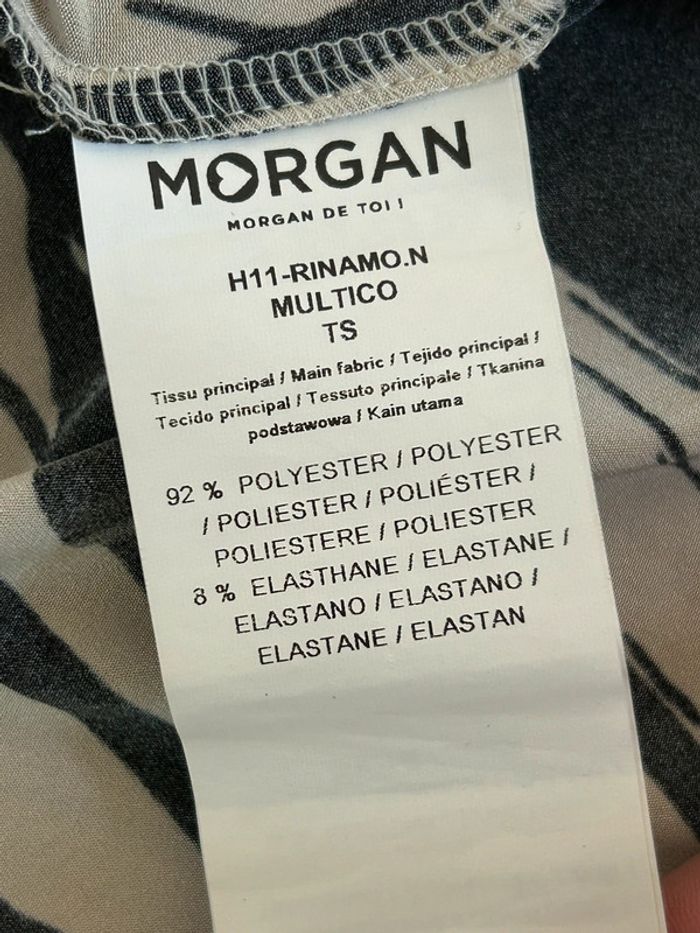 MORGAN
MORGAN DE TOI !
H11-RINAMO.N
MULTICO
TS
Tissu principal / Main fabric / Tejido principal /
Tecido principal / Tessuto principale / Tkanina
podstawowa / Kain utama
92 % POLYESTER / POLYESTER
/ POLIESTER / POLIÉSTER /
POLIESTERE / POLIESTER
8 % ELASTHANE / ELASTANE /
ELASTANO / ELASTANO /
ELASTANE / ELASTAN